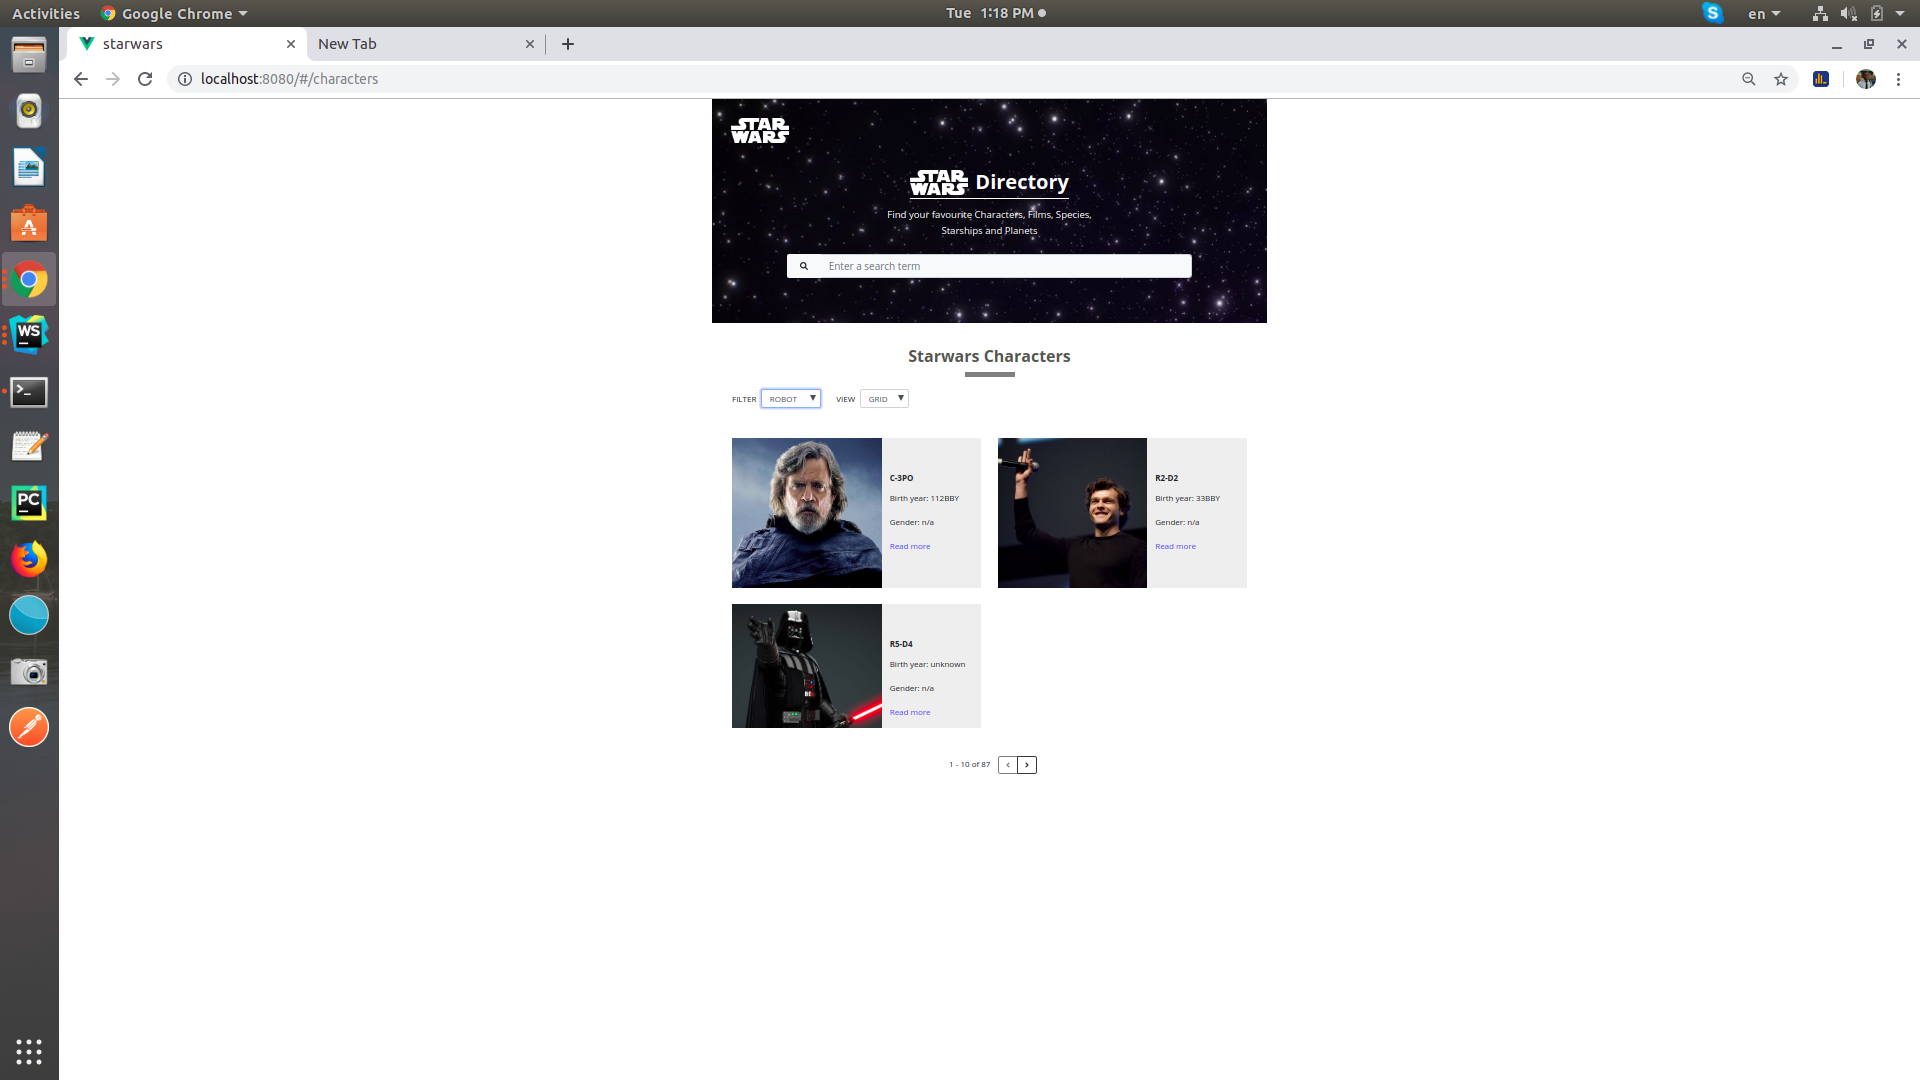 Activities
Google Chrome
Tue 1:18 PM
en
starwars
New Tab
localhost:8080/#/characters
STAR
WARS
STAR
WARS
Directory
Find your favourite Characters, Films, Species,
Starships and Planets
Enter a search term
Starwars Characters
FILTER ROBOT VIEW GRID
C-3PO
Birth year: 112BBY
Gender: n/a
Read more
R2-D2
Birth year: 33BBY
Gender: n/a
Read more
R5-D4
Birth year: unknown
Gender: n/a
Read more
1 - 10 of 87
WS
PC